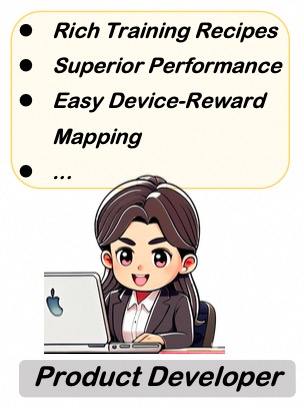 ● Rich Training Recipes
● Superior Performance
● Easy Device-Reward
Mapping
● ...
Product Developer